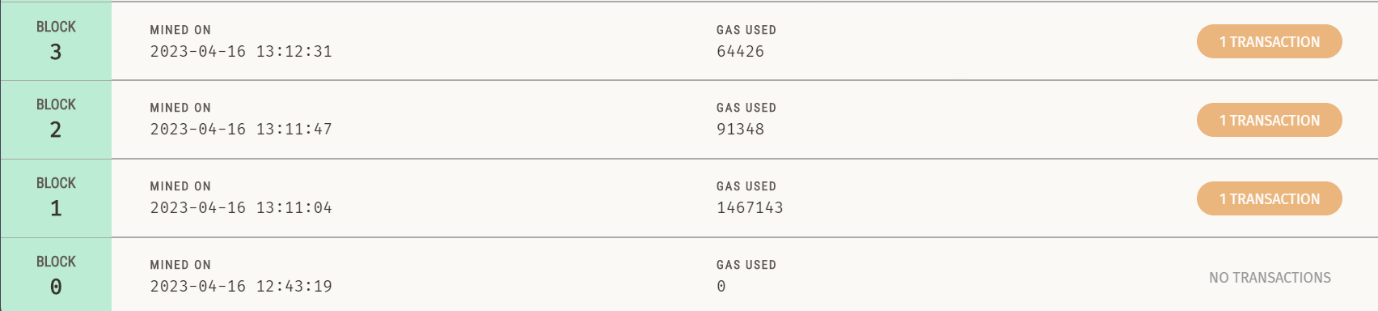 BLOCK
3
MINED ON
2023-04-16 13:12:31
GAS USED
64426
1 TRANSACTION
BLOCK
2
MINED ON
2023-04-16 13:11:47
GAS USED
91348
1 TRANSACTION
BLOCK
1
MINED ON
2023-04-16 13:11:04
GAS USED
1467143
1 TRANSACTION
BLOCK
0
MINED ON
2023-04-16 12:43:19
GAS USED
0
NO TRANSACTIONS